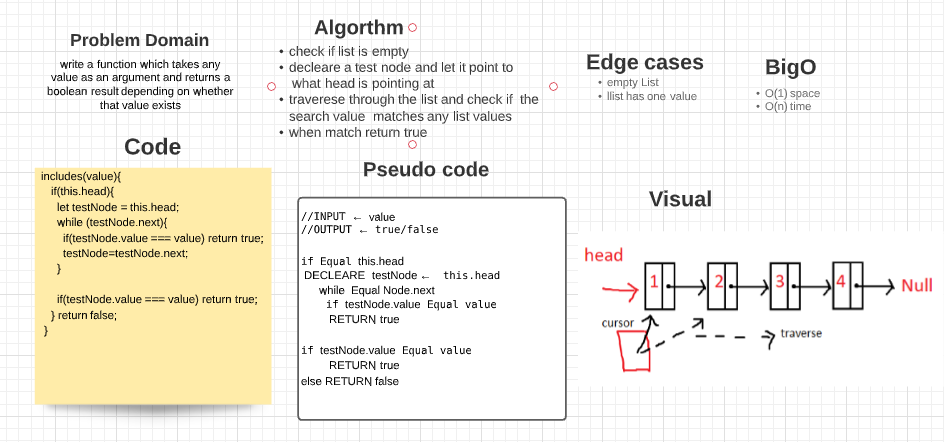 Problem Domain
write a function which takes any
value as an argument and returns a
boolean result depending on whether
that value exists
Algorthm
• check if list is empty
• decleare a test node and let it point to
what head is pointing at
• traverese through the list and check if the
search value matches any list values
• when match return true
Edge cases
• empty List
• llist has one value
BigO
• O(1) space
• O(n) time
Code
includes(value){
if(this.head){
let testNode = this.head;
while (testNode.next){
if(testNode.value === value) return true;
testNode=testNode.next;
}
if(testNode.value === value) return true;
} return false;
}
Pseudo code
//INPUT ← value
//OUTPUT ← true/false
if Equal this.head
DECLEARE testNode ← this.head
while Equal Node.next
if testNode.value Equal value
RETURN true
if testNode.value Equal value
RETURN true
else RETURN false
Visual
head
1 2 3 4 Null
cursor
traverse